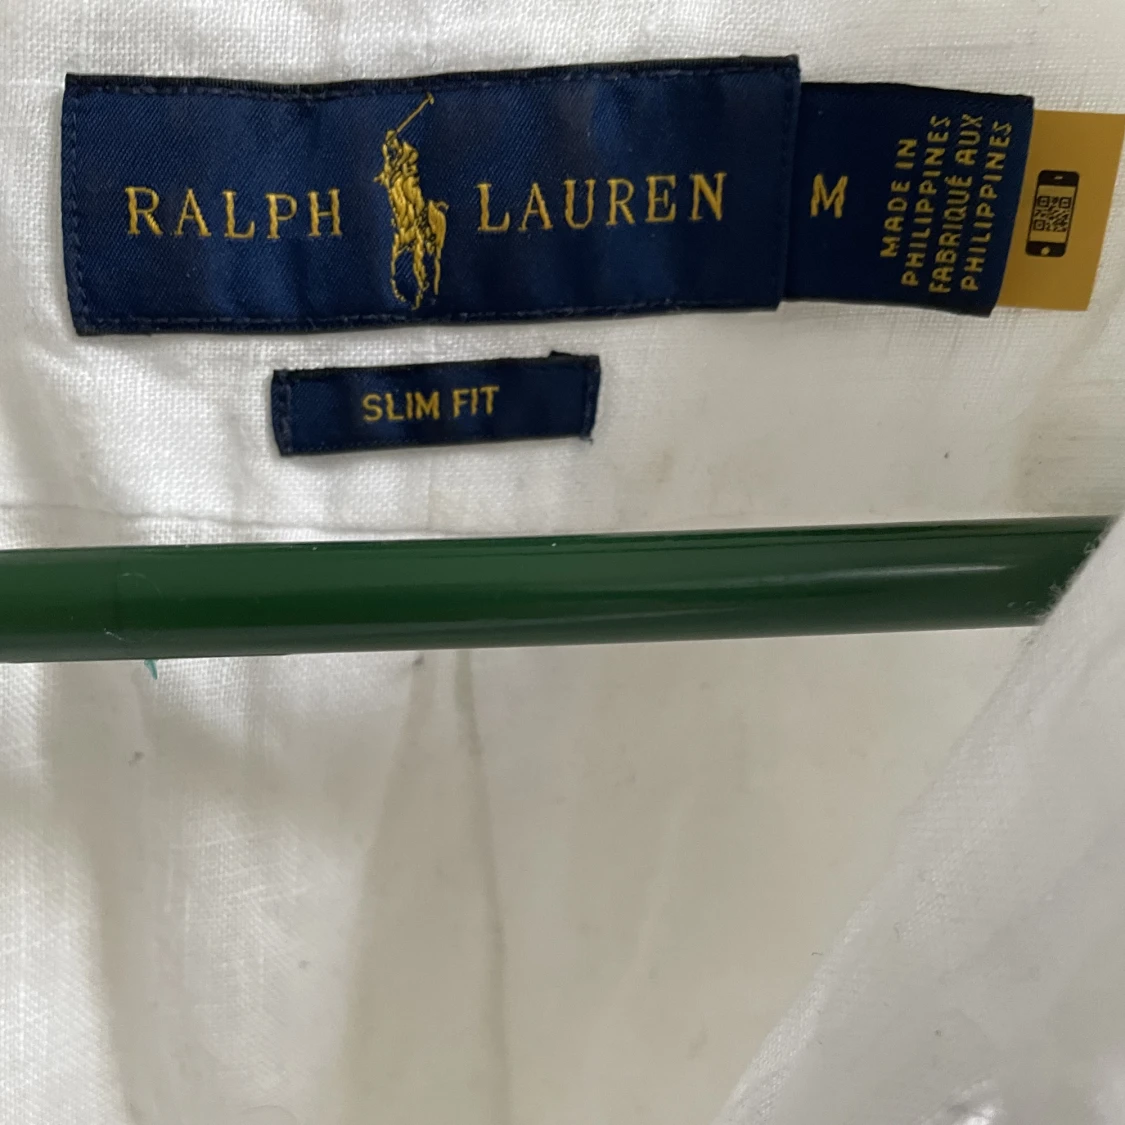 RALPH LAUREN
M
MADE IN
PHILIPPINES
FABRIQUÉ AUX
PHILIPPINES
SLIM FIT